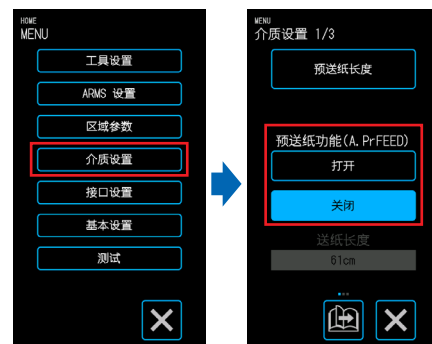 HOME
MENU
工具设置
ARMS 设置
区域参数
介质设置
接口设置
基本设置
测试
MENU
介质设置 1/3
预送纸长度
预送纸功能(A.PrFEED)
打开
关闭
送纸长度
61cm